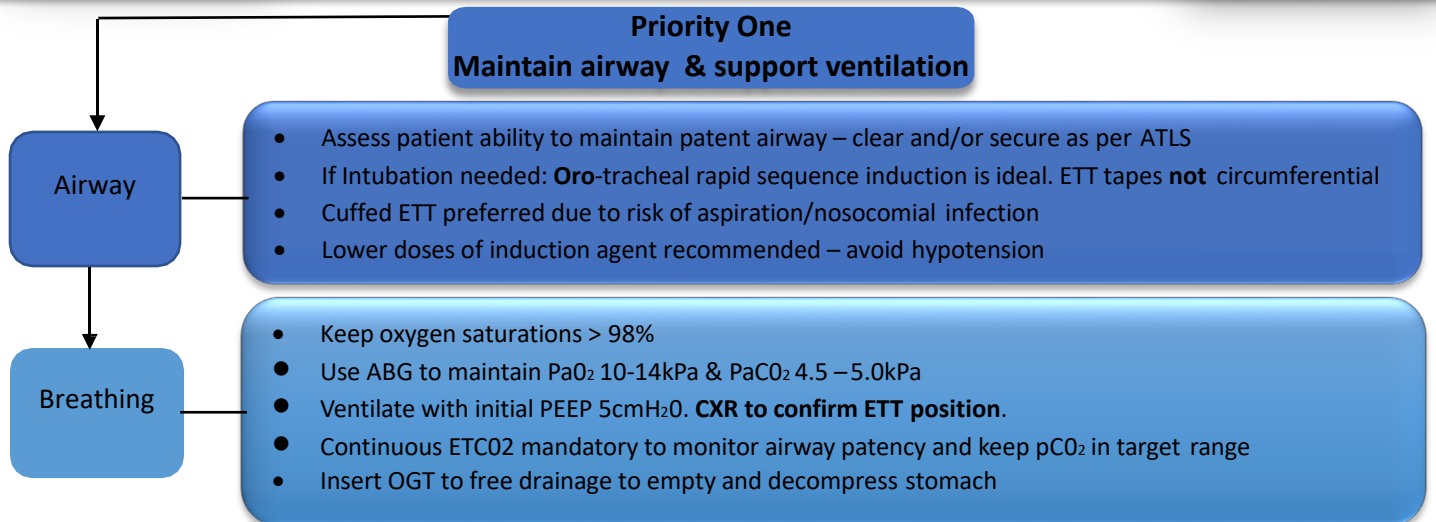 Priority One
Maintain airway & support ventilation
Airway
• Assess patient ability to maintain patent airway – clear and/or secure as per ATLS
• If Intubation needed: Oro-tracheal rapid sequence induction is ideal. ETT tapes not circumferential
• Cuffed ETT preferred due to risk of aspiration/nosocomial infection
• Lower doses of induction agent recommended – avoid hypotension
Breathing
• Keep oxygen saturations > 98%
• Use ABG to maintain Pa0₂ 10-14kPa & PaC0₂ 4.5 – 5.0kPa
• Ventilate with initial PEEP 5cmH₂0. CXR to confirm ETT position.
• Continuous ETC02 mandatory to monitor airway patency and keep pC0₂ in target range
• Insert OGT to free drainage to empty and decompress stomach